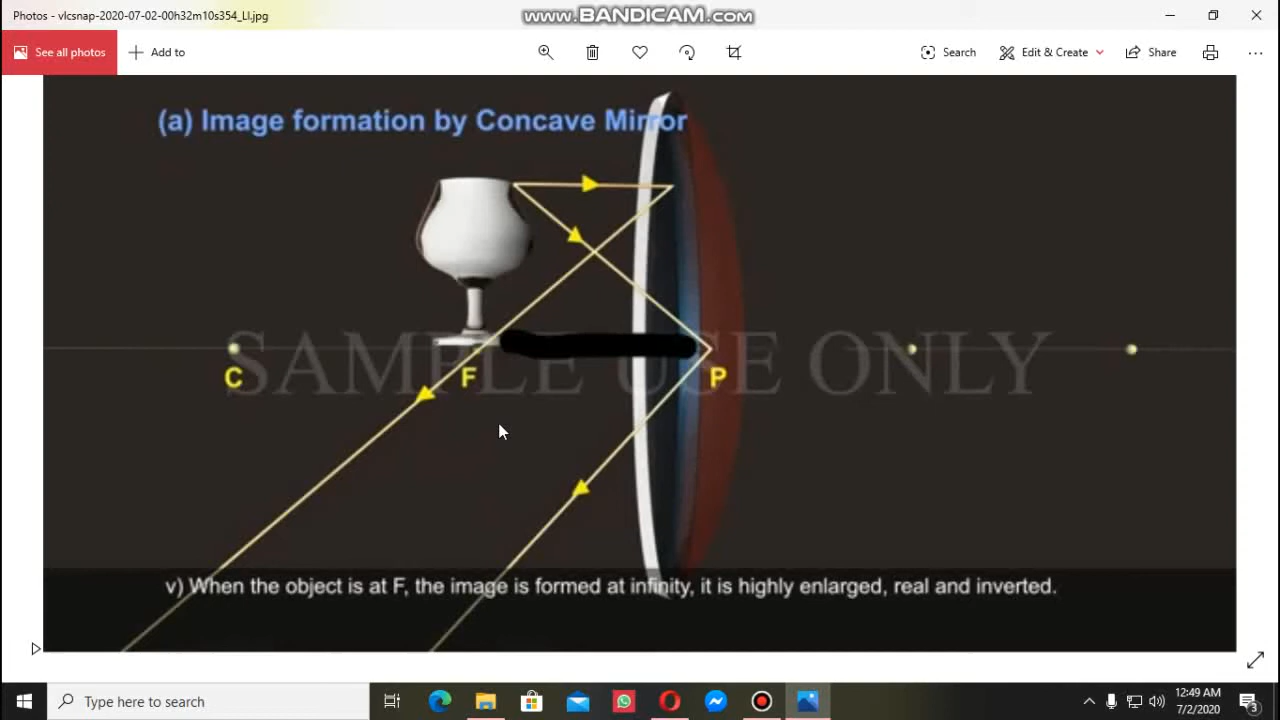 Photos - vlcsnap-2020-07-02-00h32m10s354_LI.jpg
www.BANDICAM.com
See all photos
Add to
Search
Edit & Create
Share
(a) Image formation by Concave Mirror
SAMPLE USE ONLY
C
F
P
v) When the object is at F, the image is formed at infinity, it is highly enlarged, real and inverted.
Type here to search
12:49 AM
7/2/2020
3